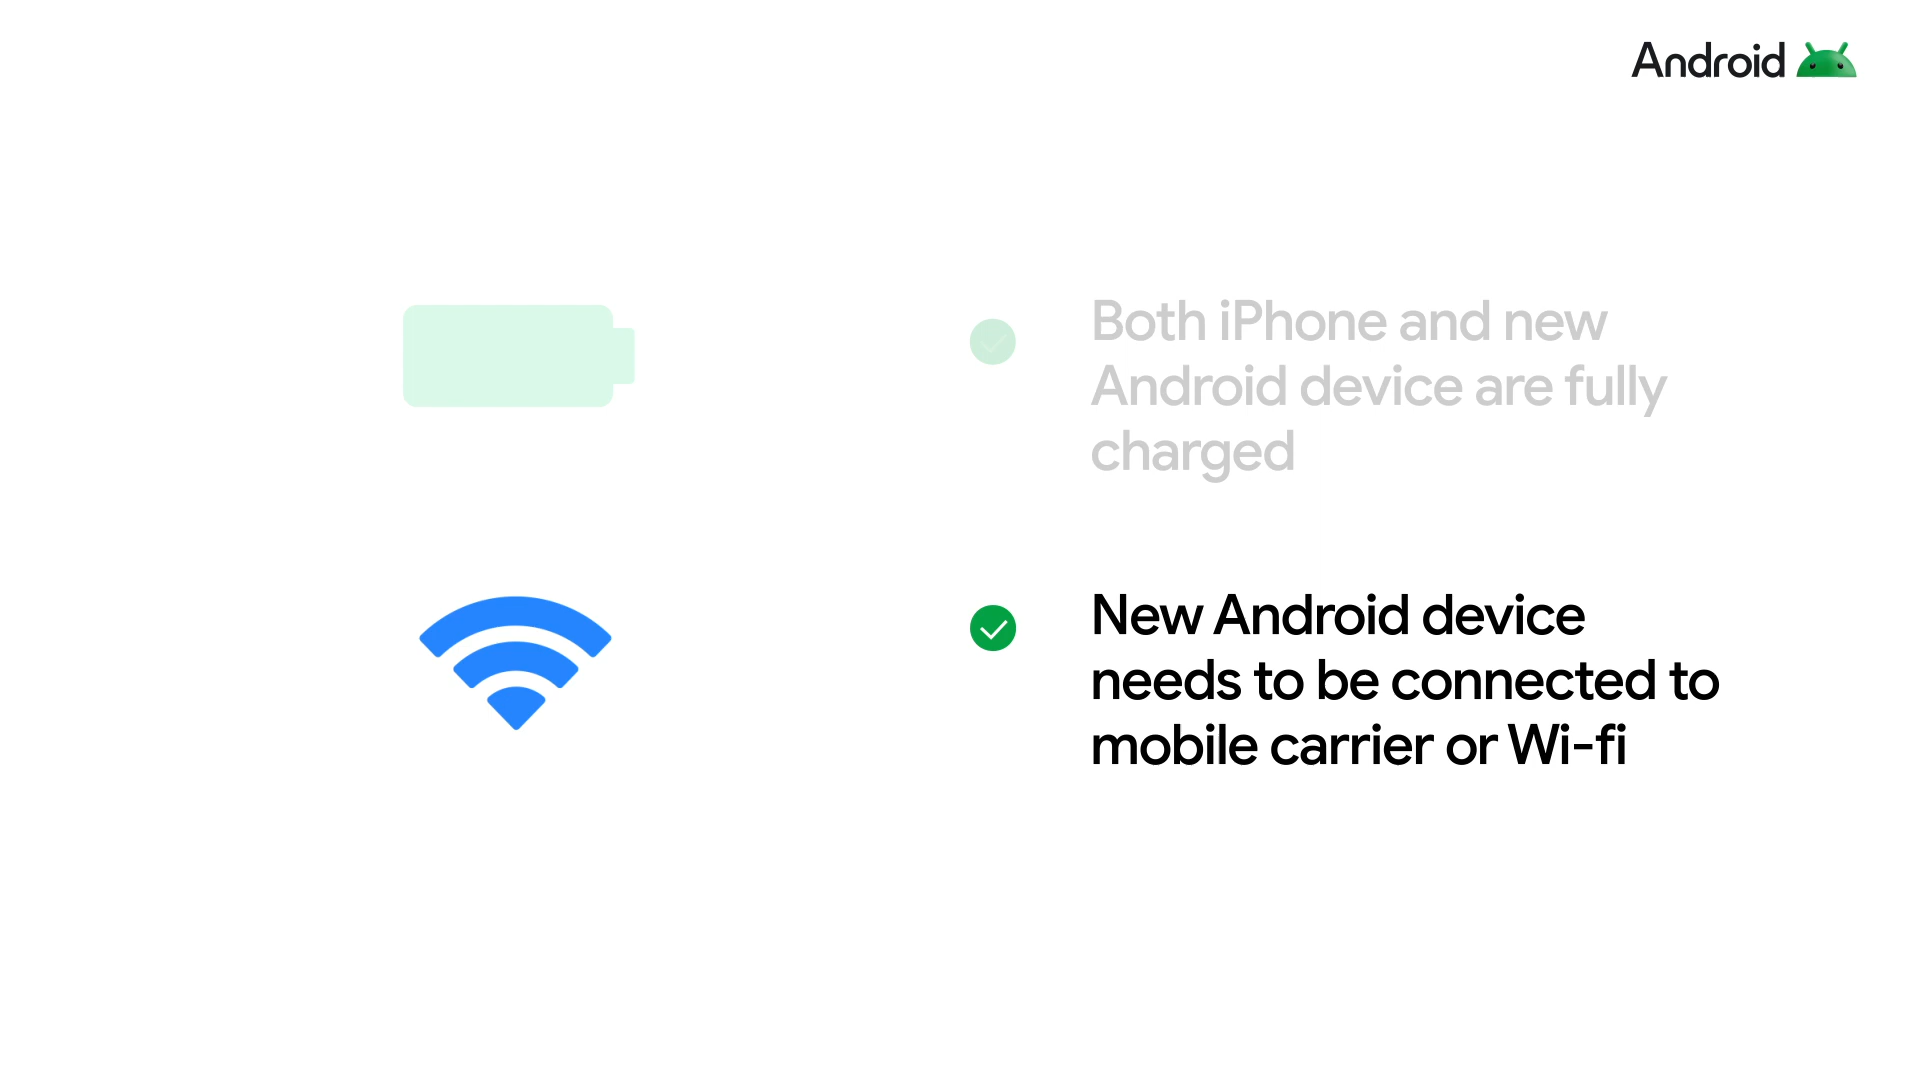 Android
Both iPhone and new
Android device are fully
charged
New Android device
needs to be connected to
mobile carrier or Wi-fi